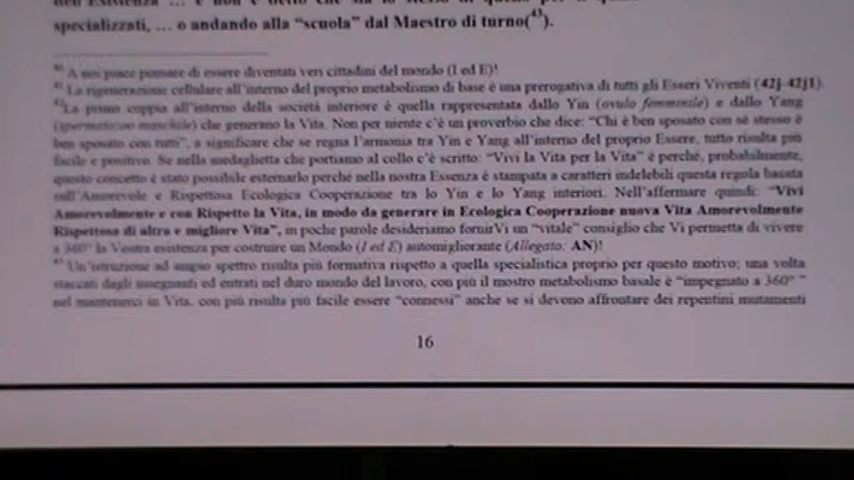 dell'Esistenza … e non è detto che
specializzati, … o andando alla “scuola” dal Maestro di turno(43).
40 A noi piace pensare di essere diventati veri cittadini del mondo (I ed E)!
41 La rigenerazione cellulare all'interno del proprio metabolismo di base è una prerogativa di tutti gli Esseri Viventi (42j-42j1).
42 La prima coppia all'interno della società interiore è quella rappresentata dallo Yin (ovulo femminile) e dallo Yang
(spermatozoo maschile) che generano la Vita. Non per niente c'è un proverbio che dice: “Chi è ben sposato con sè stesso è
ben sposato con tutti”, a significare che se regna l'armonia tra Yin e Yang all'interno del proprio Essere, tutto risulta più
facile e positivo. Se nella medaglietta che portiamo al collo c'è scritto: “Vivi la Vita per la Vita” è perché, probabilmente,
questo concetto è stato possibile esternarlo perché nella nostra Essenza è stampata a caratteri indelebili questa regola basata
sull'Amorevole e Rispettosa Ecologica Cooperazione tra lo Yin e lo Yang interiori. Nell'affermare quindi: “Vivi
Amorevolmente e con Rispetto la Vita, in modo da generare in Ecologica Cooperazione nuova Vita Amorevolmente
Rispettosa di altra e migliore Vita”, in poche parole desideriamo fornirVi un “vitale” consiglio che Vi permetta di vivere
a 360° la Vostra esistenza per costruire un Mondo (I ed E) automigliorante (Allegato: AN)!
43 Un'istruzione ad ampio spettro risulta più formativa rispetto a quella specialistica proprio per questo motivo; una volta
staccati dagli insegnanti ed entrati nel duro mondo del lavoro, con più il nostro metabolismo basale è “impegnato a 360°”
nel mantenerci in Vita, con più risulta più facile essere “connessi” anche se si devono affrontare dei repentini mutamenti
16